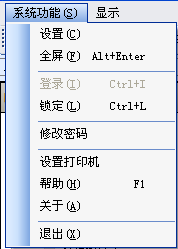 系统功能(S) 显示
设置(C)
全屏(F) Alt+Enter
登录(I) Ctrl+I
锁定(L) Ctrl+L
修改密码
设置打印机
帮助(H) F1
关于(A)
退出(X)